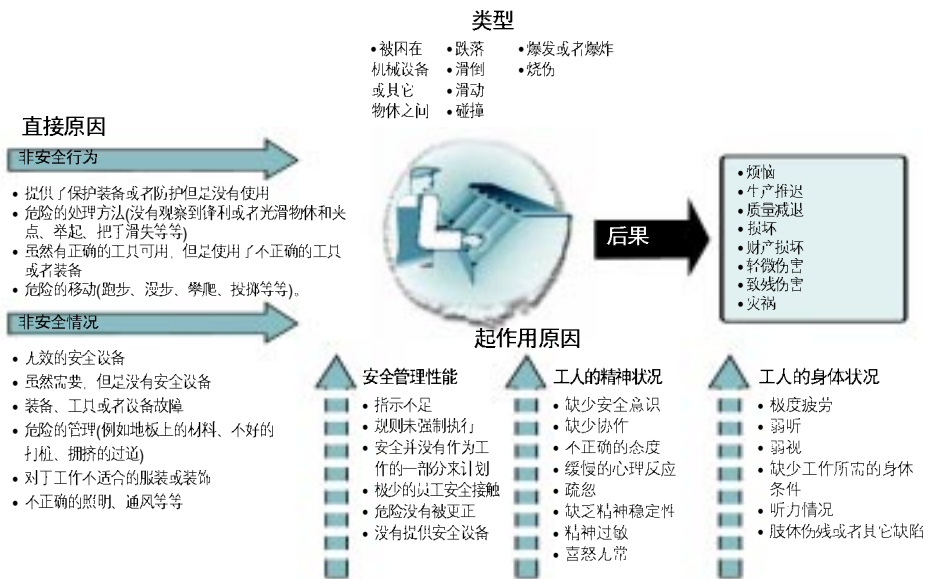 类型
• 被困在
机械设备
或其它
物休之间
• 跌落
• 滑倒
• 滑动
• 碰撞
• 爆发或者爆炸
• 烧伤
直接原因
非安全行为
• 提供了保护装备或者防护但是没有使用
• 危险的处理方法(没有观察到锋利或者光滑物体和夹
点、举起、把手滑失等等)
• 虽然有正确的工具可用, 但是使用了不正确的工具
或者装备
• 危险的移动(跑步、漫步、攀爬、投掷等等)。
非安全情况
• 无效的安全设备
• 虽然需要, 但是没有安全设备
• 装备、工具或者设备故障
• 危险的管理(例如地板上的材料、不好的
打桩、拥挤的过道)
• 对于工作不适合的服装或装饰
• 不正确的照明、通风等等
后果
• 烦恼
• 生产推迟
• 质量减退
• 损坏
• 财产损坏
• 轻微伤害
• 致残伤害
• 灾祸
起作用原因
安全管理性能
• 指示不足
• 规则未强制执行
• 安全并没有作为工
作的一部分来计划
• 极少的员工安全接触
• 危险没有被更正
• 没有提供安全设备
工人的精神状况
• 缺少安全意识
• 缺少协作
• 不正确的态度
• 缓慢的心理反应
• 疏忽
• 缺乏精神稳定性
• 精神过敏
• 喜怒无常
工人的身体状况
• 极度疲劳
• 弱听
• 弱视
• 缺少工作所需的身体
条件
• 听力情况
• 肢体伤残或者其它缺陷